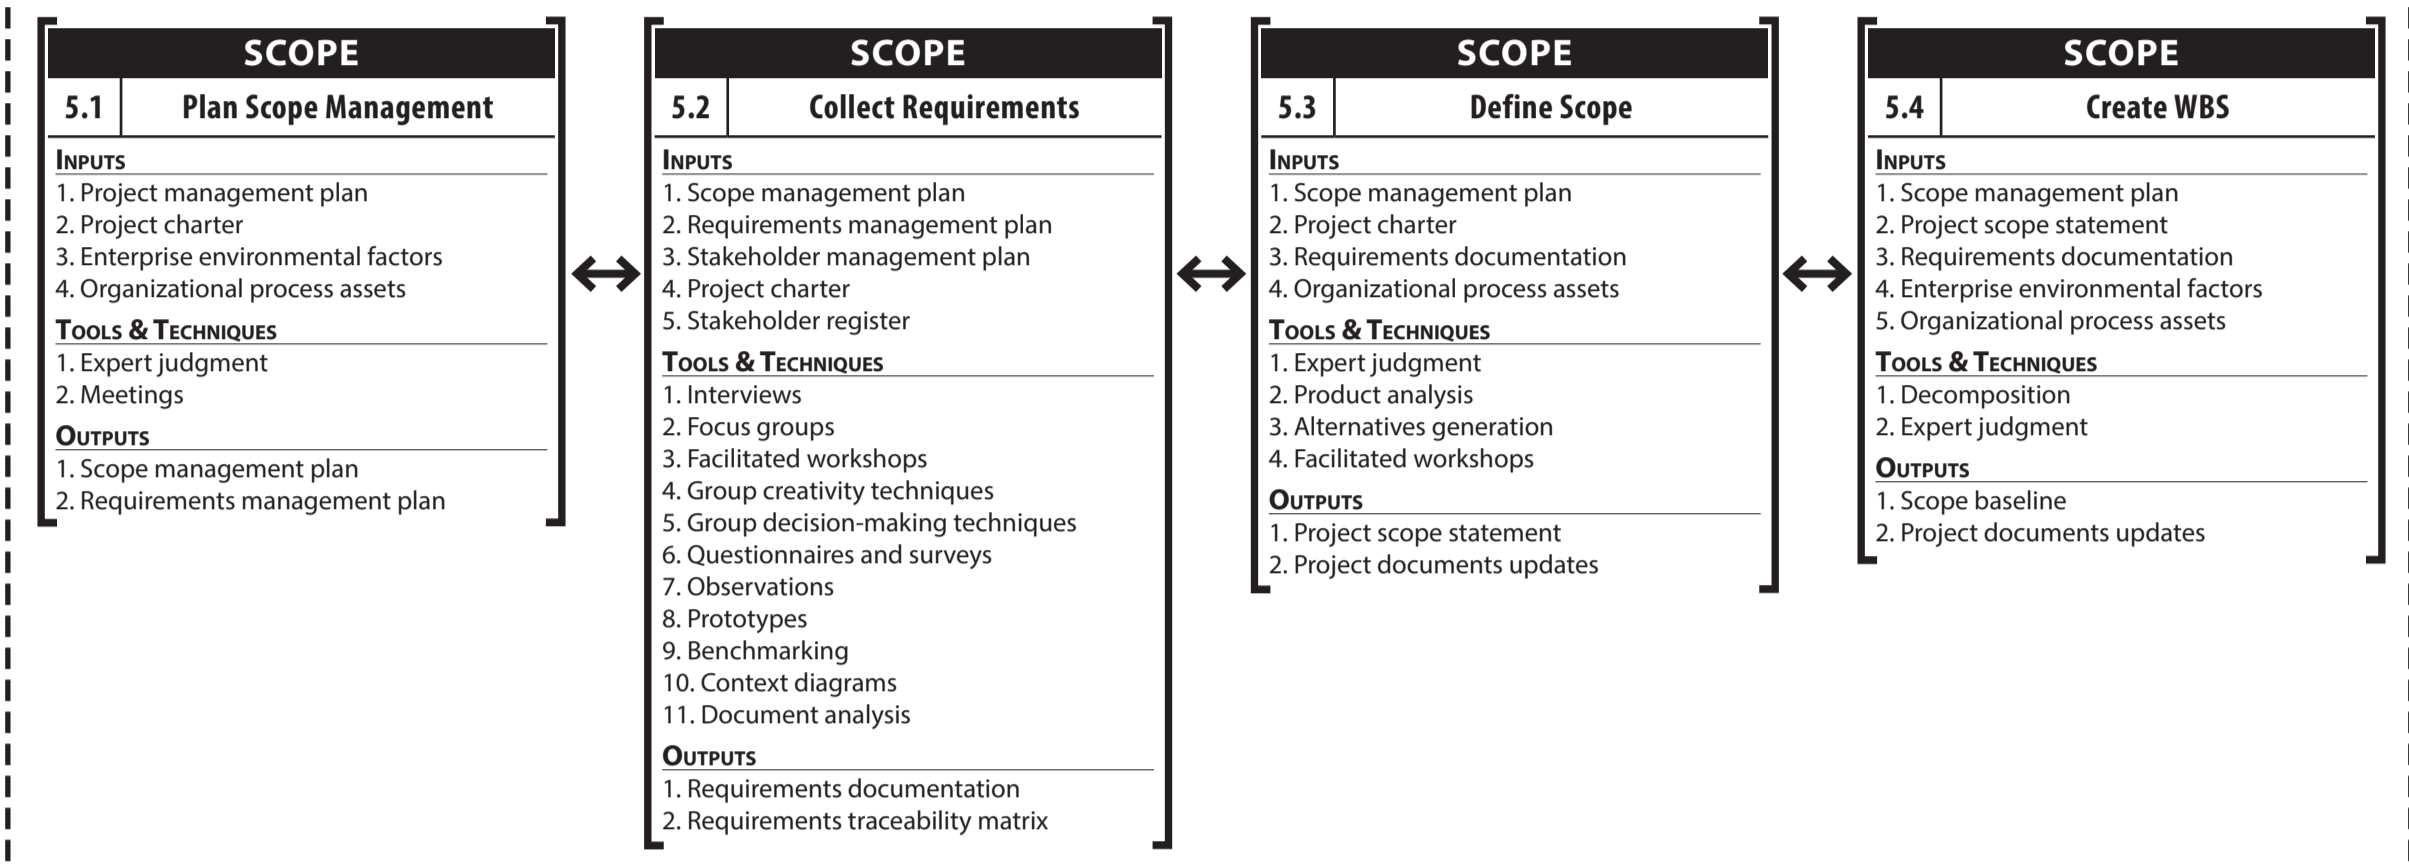 SCOPE
5.1 Plan Scope Management
INPUTS
1. Project management plan
2. Project charter
3. Enterprise environmental factors
4. Organizational process assets
TOOLS & TECHNIQUES
1. Expert judgment
2. Meetings
OUTPUTS
1. Scope management plan
2. Requirements management plan
SCOPE
5.2 Collect Requirements
INPUTS
1. Scope management plan
2. Requirements management plan
3. Stakeholder management plan
4. Project charter
5. Stakeholder register
TOOLS & TECHNIQUES
1. Interviews
2. Focus groups
3. Facilitated workshops
4. Group creativity techniques
5. Group decision-making techniques
6. Questionnaires and surveys
7. Observations
8. Prototypes
9. Benchmarking
10. Context diagrams
11. Document analysis
OUTPUTS
1. Requirements documentation
2. Requirements traceability matrix
SCOPE
5.3 Define Scope
INPUTS
1. Scope management plan
2. Project charter
3. Requirements documentation
4. Organizational process assets
TOOLS & TECHNIQUES
1. Expert judgment
2. Product analysis
3. Alternatives generation
4. Facilitated workshops
OUTPUTS
1. Project scope statement
2. Project documents updates
SCOPE
5.4 Create WBS
INPUTS
1. Scope management plan
2. Project scope statement
3. Requirements documentation
4. Enterprise environmental factors
5. Organizational process assets
TOOLS & TECHNIQUES
1. Decomposition
2. Expert judgment
OUTPUTS
1. Scope baseline
2. Project documents updates